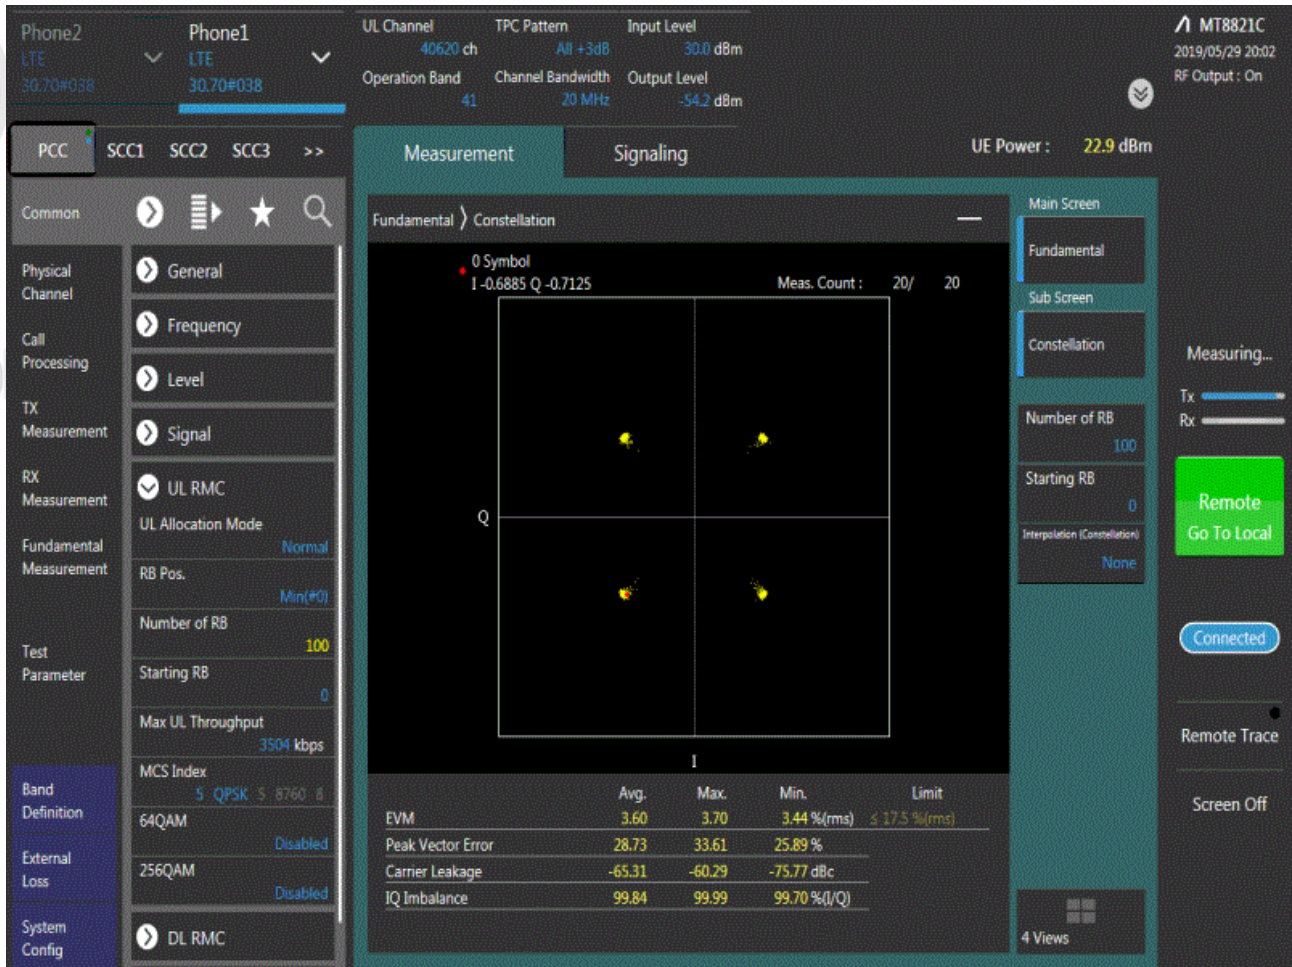 Phone2
LTE
30.70#038
Phone1
LTE
30.70#038
UL Channel
40620 ch
TPC Pattern
All +3dB
Input Level
30.0 dBm
Operation Band
41
Channel Bandwidth
20 MHz
Output Level
-54.2 dBm
MT8821C
2019/05/29 20:02
RF Output : On
PCC SCC1 SCC2 SCC3 >>
Measurement Signaling
UE Power : 22.9 dBm
Common
Physical
Channel
Call
Processing
TX
Measurement
RX
Measurement
Fundamental
Measurement
Test
Parameter
Band
Definition
External
Loss
System
Config
General
Frequency
Level
Signal
UL RMC
UL Allocation Mode
Normal
RB Pos.
Min(#0)
Number of RB
100
Starting RB
0
Max UL Throughput
3504 kbps
MCS Index
5 QPSK 5 8760 8
64QAM
Disabled
256QAM
Disabled
DL RMC
Fundamental 〉 Constellation
0 Symbol
I -0.6885 Q -0.7125
Meas. Count : 20/ 20
Q
I
Avg. Max. Min. Limit
EVM 3.60 3.70 3.44 %(rms) ≤ 17.5 %(rms)
Peak Vector Error 28.73 33.61 25.89 %
Carrier Leakage -65.31 -60.29 -75.77 dBc
IQ Imbalance 99.84 99.99 99.70 %(I/Q)
Main Screen
Fundamental
Sub Screen
Constellation
Number of RB
100
Starting RB
0
Interpolation (Constellation)
None
4 Views
Measuring...
Tx
Rx
Remote
Go To Local
Connected
Remote Trace
Screen Off